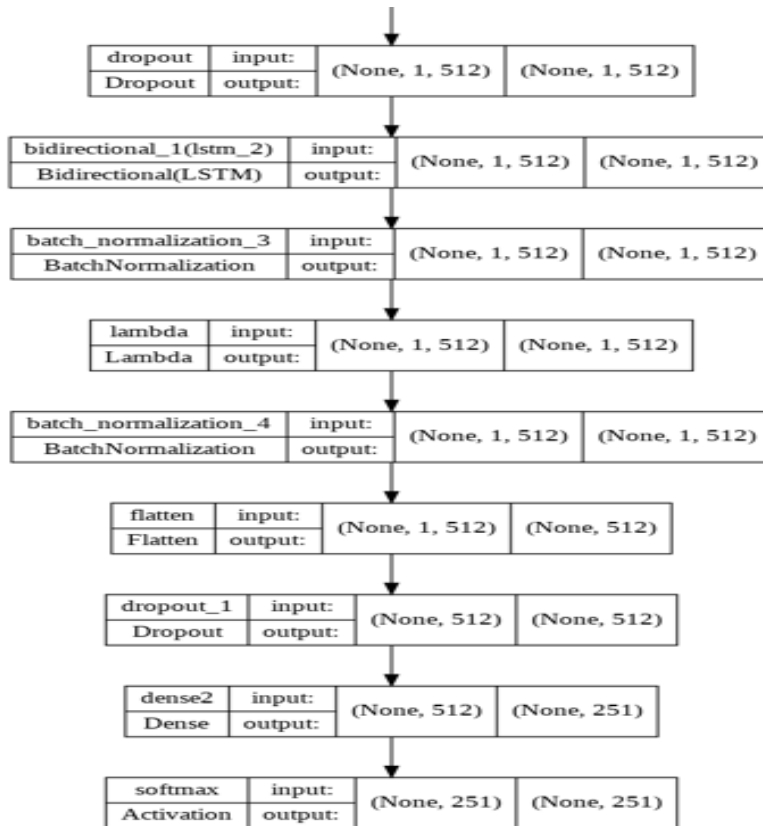 dropout input: (None, 1, 512) (None, 1, 512)
Dropout output:
bidirectional_1(lstm_2) input: (None, 1, 512) (None, 1, 512)
Bidirectional(LSTM) output:
batch_normalization_3 input: (None, 1, 512) (None, 1, 512)
BatchNormalization output:
lambda input: (None, 1, 512) (None, 1, 512)
Lambda output:
batch_normalization_4 input: (None, 1, 512) (None, 1, 512)
BatchNormalization output:
flatten input: (None, 1, 512) (None, 512)
Flatten output:
dropout_1 input: (None, 512) (None, 512)
Dropout output:
dense2 input: (None, 512) (None, 251)
Dense output:
softmax input: (None, 251) (None, 251)
Activation output: